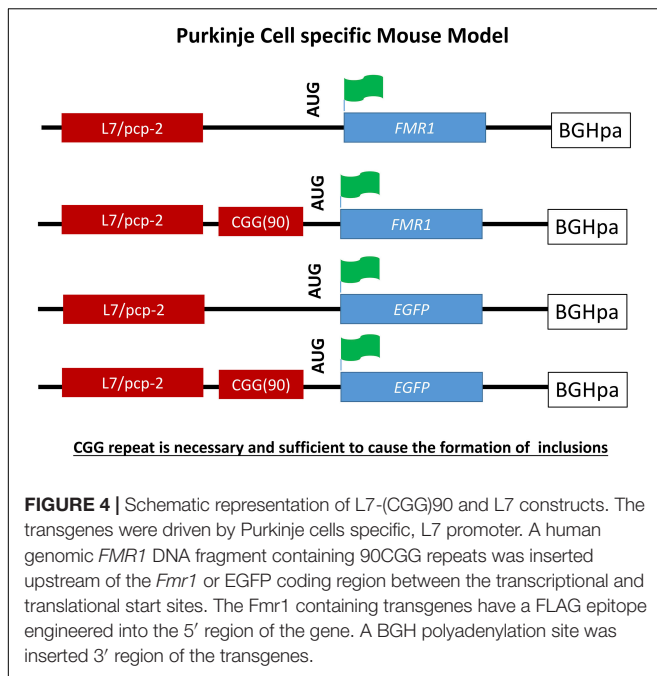 Purkinje Cell specific Mouse Model
L7/pcp-2 AUG FMR1 BGHpa
L7/pcp-2 CGG(90) AUG FMR1 BGHpa
L7/pcp-2 AUG EGFP BGHpa
L7/pcp-2 CGG(90) AUG EGFP BGHpa
CGG repeat is necessary and sufficient to cause the formation of inclusions
FIGURE 4 | Schematic representation of L7-(CGG)90 and L7 constructs. The
transgenes were driven by Purkinje cells specific, L7 promoter. A human
genomic FMR1 DNA fragment containing 90CGG repeats was inserted
upstream of the Fmr1 or EGFP coding region between the transcriptional and
translational start sites. The Fmr1 containing transgenes have a FLAG epitope
engineered into the 5′ region of the gene. A BGH polyadenylation site was
inserted 3′ region of the transgenes.